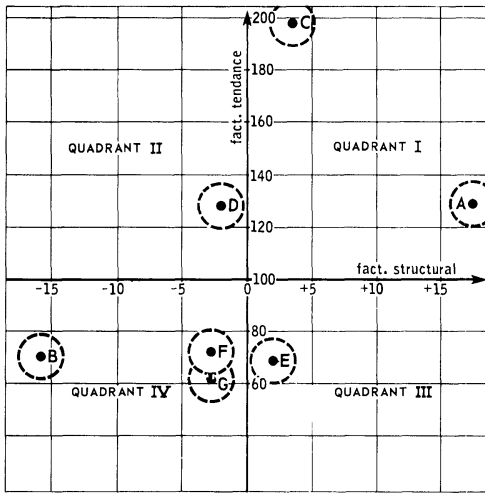 200
C
180
fact. tendance
160
QUADRANT II
QUADRANT I
140
D
A
120
100
fact. structural
-15
-10
-5
0
+5
+10
+15
80
B
F
E
G
60
QUADRANT IV
QUADRANT III